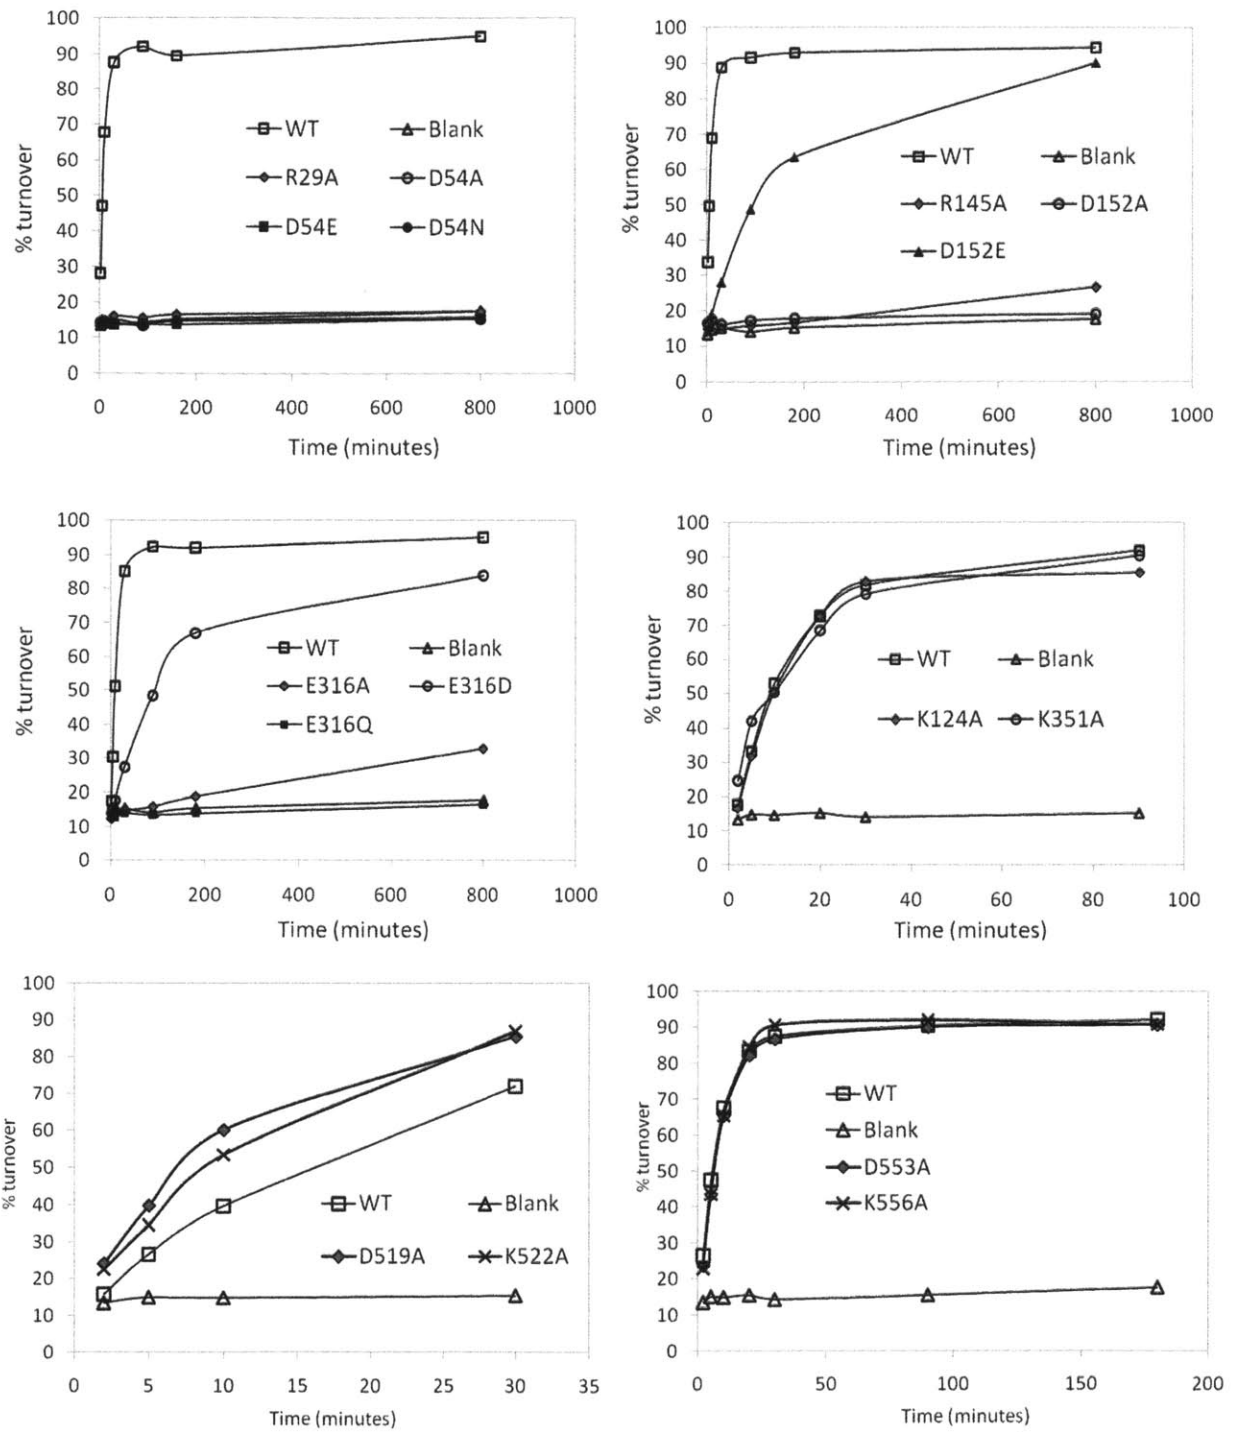 100
90
80
70
60
50
40
30
20
10
0
% turnover
WT Blank
R29A D54A
D54E D54N
0 200 400 600 800 1000
Time (minutes)
100
90
80
70
60
50
40
30
20
10
0
% turnover
WT Blank
R145A D152A
D152E
0 200 400 600 800 1000
Time (minutes)
100
90
80
70
60
50
40
30
20
10
0
% turnover
WT Blank
E316A E316D
E316Q
0 200 400 600 800 1000
Time (minutes)
100
90
80
70
60
50
40
30
20
10
0
% turnover
WT Blank
K124A K351A
0 20 40 60 80 100
Time (minutes)
100
90
80
70
60
50
40
30
20
10
0
% turnover
WT Blank
D519A K522A
0 5 10 15 20 25 30 35
Time (minutes)
100
90
80
70
60
50
40
30
20
10
0
% turnover
WT
Blank
D553A
K556A
0 50 100 150 200
Time (minutes)